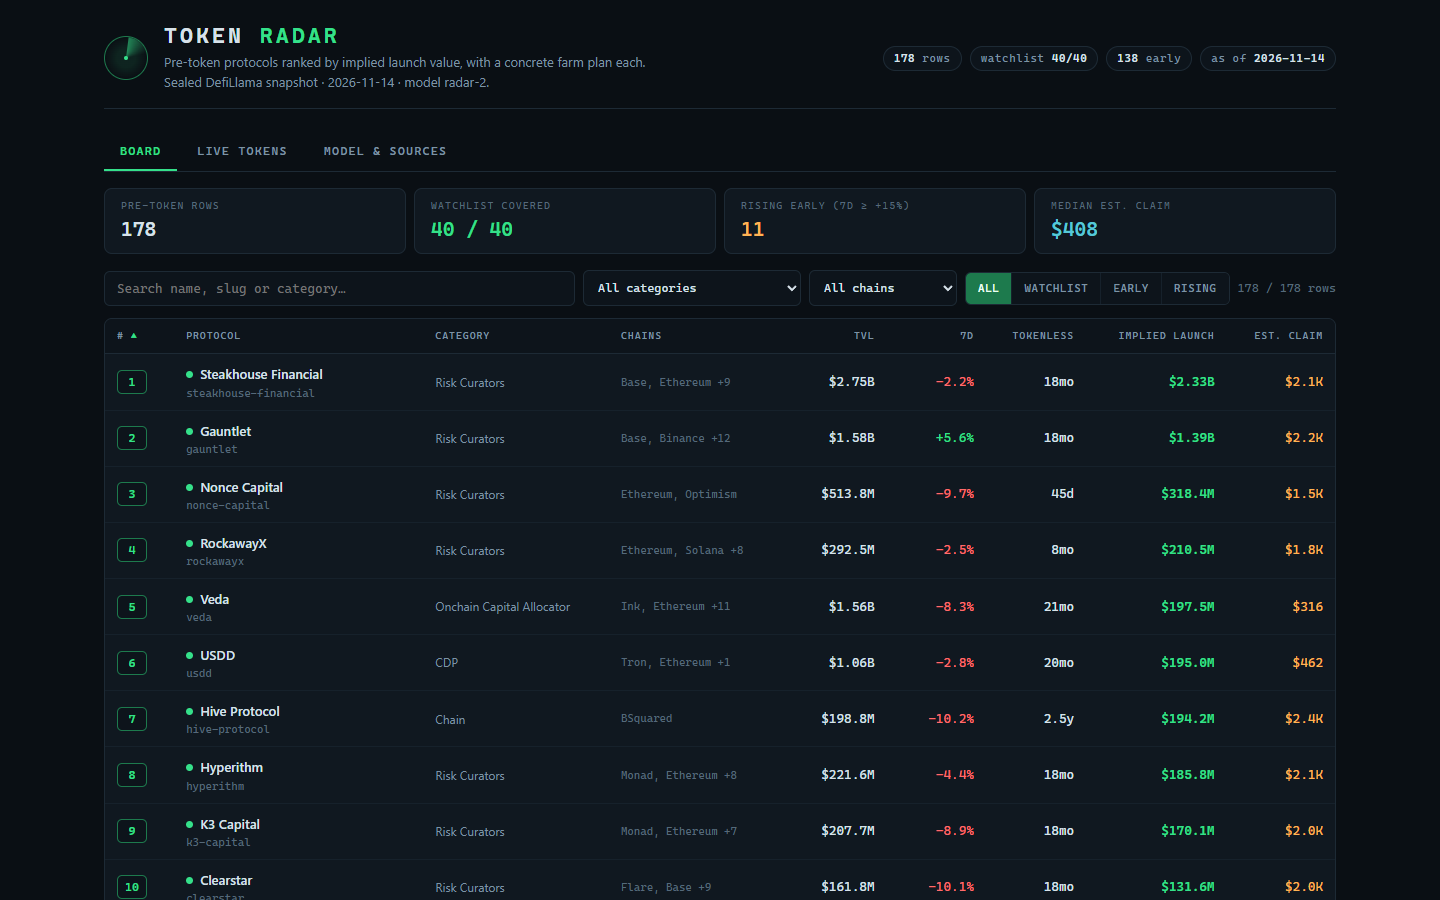 TOKEN RADAR
Pre-token protocols ranked by implied launch value, with a concrete farm plan each.
Sealed DefiLlama snapshot · 2026-11-14 · model radar-2.
178 rows
watchlist 40/40
138 early
as of 2026-11-14
BOARD
LIVE TOKENS
MODEL & SOURCES
PRE-TOKEN ROWS
178
WATCHLIST COVERED
40 / 40
RISING EARLY (7D ≥ +15%)
11
MEDIAN EST. CLAIM
$408
Search name, slug or category…
All categories
All chains
ALL
WATCHLIST
EARLY
RISING
178 / 178 rows
# ▲ PROTOCOL CATEGORY CHAINS TVL 7D TOKENLESS IMPLIED LAUNCH EST. CLAIM
1 Steakhouse Financial Risk Curators Base, Ethereum +9 $2.75B −2.2% 18mo $2.33B $2.1K
steakhouse-financial
2 Gauntlet Risk Curators Base, Binance +12 $1.58B +5.6% 18mo $1.39B $2.2K
gauntlet
3 Nonce Capital Risk Curators Ethereum, Optimism $513.8M −9.7% 45d $318.4M $1.5K
nonce-capital
4 RockawayX Risk Curators Ethereum, Solana +8 $292.5M −2.5% 8mo $210.5M $1.8K
rockawayx
5 Veda Onchain Capital Allocator Ink, Ethereum +11 $1.56B −8.3% 21mo $197.5M $316
veda
6 USDD CDP Tron, Ethereum +1 $1.06B −2.8% 20mo $195.0M $462
usdd
7 Hive Protocol Chain BSquared $198.8M −10.2% 2.5y $194.2M $2.4K
hive-protocol
8 Hyperithm Risk Curators Monad, Ethereum +8 $221.6M −4.4% 18mo $185.8M $2.1K
hyperithm
9 K3 Capital Risk Curators Monad, Ethereum +7 $207.7M −8.9% 18mo $170.1M $2.0K
k3-capital
10 Clearstar Risk Curators Flare, Base +9 $161.8M −10.1% 18mo $131.6M $2.0K
clearstar